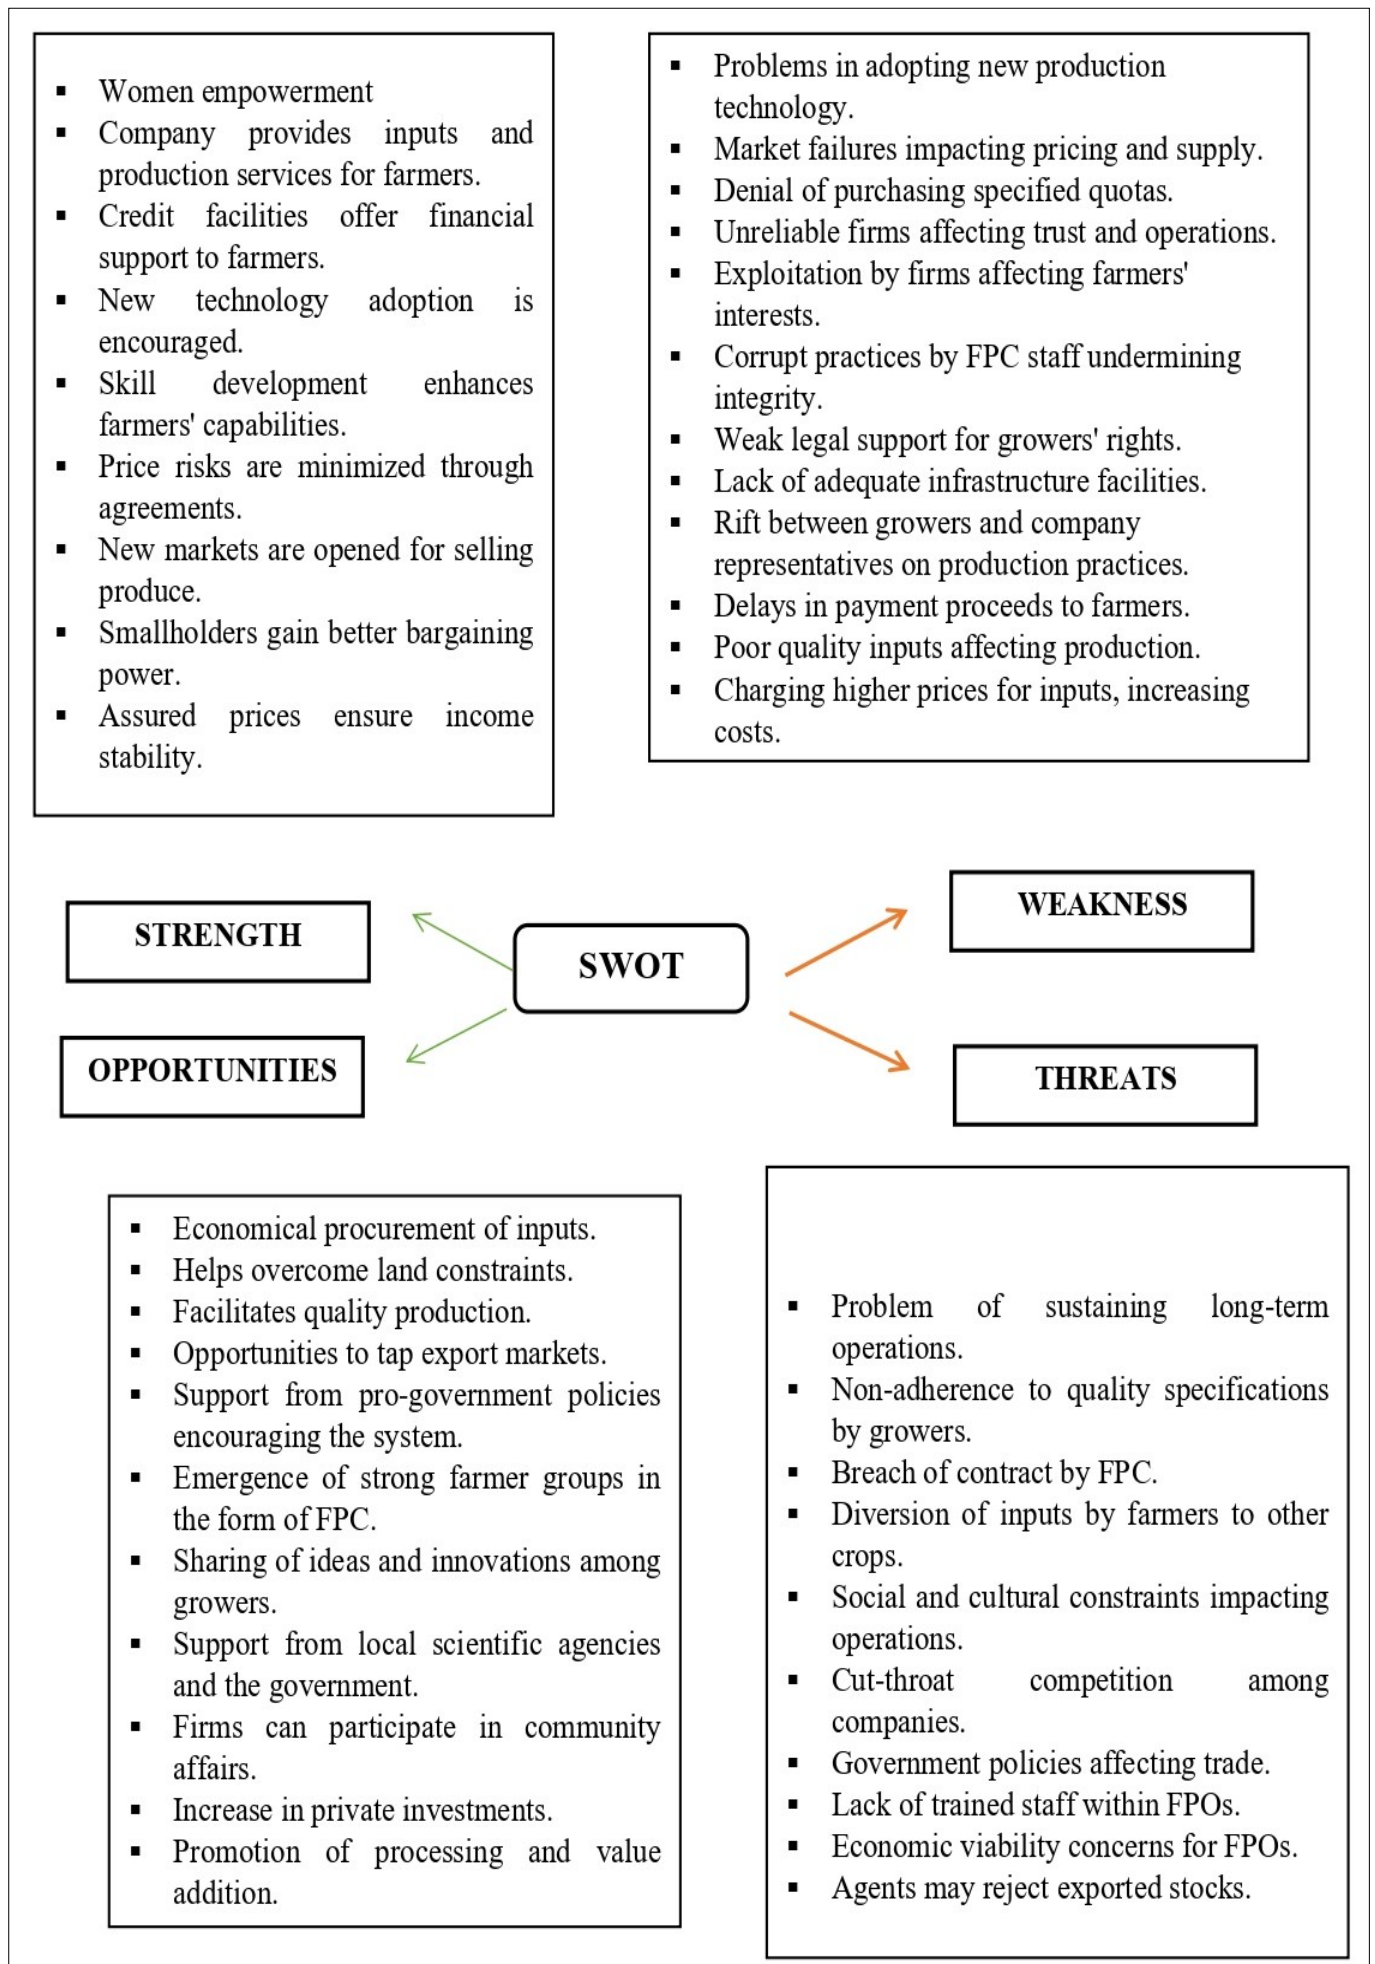 ▪ Women empowerment
▪ Company provides inputs and
production services for farmers.
▪ Credit facilities offer financial
support to farmers.
▪ New technology adoption is
encouraged.
▪ Skill development enhances
farmers' capabilities.
▪ Price risks are minimized through
agreements.
▪ New markets are opened for selling
produce.
▪ Smallholders gain better bargaining
power.
▪ Assured prices ensure income
stability.
▪ Problems in adopting new production
technology.
▪ Market failures impacting pricing and supply.
▪ Denial of purchasing specified quotas.
▪ Unreliable firms affecting trust and operations.
▪ Exploitation by firms affecting farmers'
interests.
▪ Corrupt practices by FPC staff undermining
integrity.
▪ Weak legal support for growers' rights.
▪ Lack of adequate infrastructure facilities.
▪ Rift between growers and company
representatives on production practices.
▪ Delays in payment proceeds to farmers.
▪ Poor quality inputs affecting production.
▪ Charging higher prices for inputs, increasing
costs.
STRENGTH
SWOT
WEAKNESS
OPPORTUNITIES
THREATS
▪ Economical procurement of inputs.
▪ Helps overcome land constraints.
▪ Facilitates quality production.
▪ Opportunities to tap export markets.
▪ Support from pro-government policies
encouraging the system.
▪ Emergence of strong farmer groups in
the form of FPC.
▪ Sharing of ideas and innovations among
growers.
▪ Support from local scientific agencies
and the government.
▪ Firms can participate in community
affairs.
▪ Increase in private investments.
▪ Promotion of processing and value
addition.
▪ Problem of sustaining long-term
operations.
▪ Non-adherence to quality specifications
by growers.
▪ Breach of contract by FPC.
▪ Diversion of inputs by farmers to other
crops.
▪ Social and cultural constraints impacting
operations.
▪ Cut-throat competition among
companies.
▪ Government policies affecting trade.
▪ Lack of trained staff within FPOs.
▪ Economic viability concerns for FPOs.
▪ Agents may reject exported stocks.